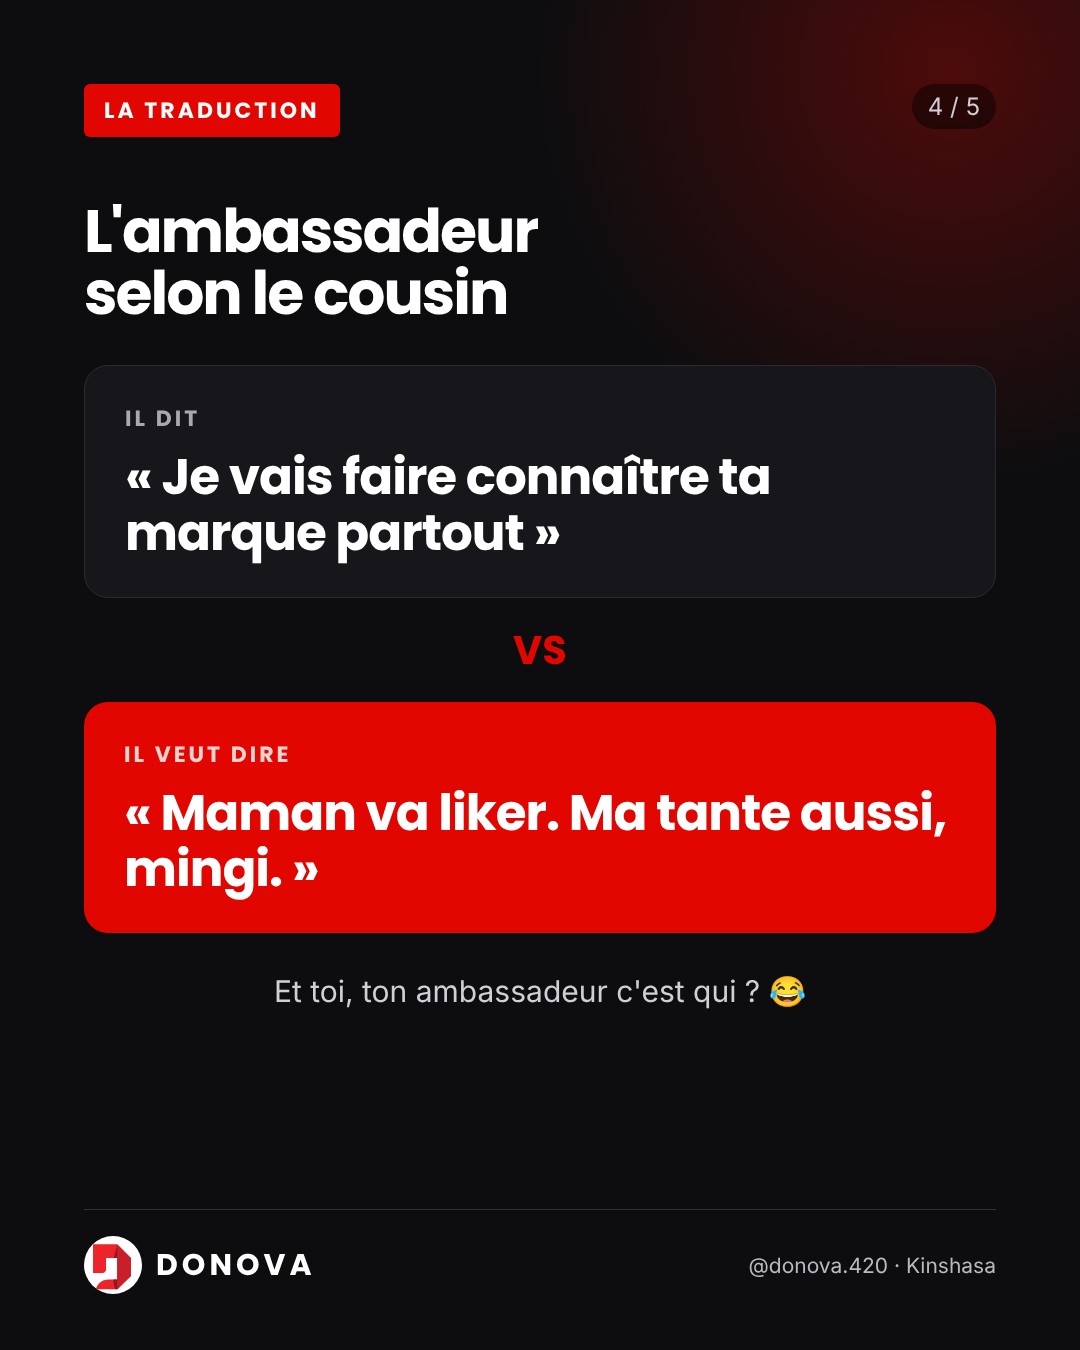 LA TRADUCTION
4 / 5
L'ambassadeur
selon le cousin
IL DIT
« Je vais faire connaître ta
marque partout »
VS
IL VEUT DIRE
« Maman va liker. Ma tante aussi,
mingi. »
Et toi, ton ambassadeur c'est qui ? 😂
DONOVA
@donova.420 · Kinshasa